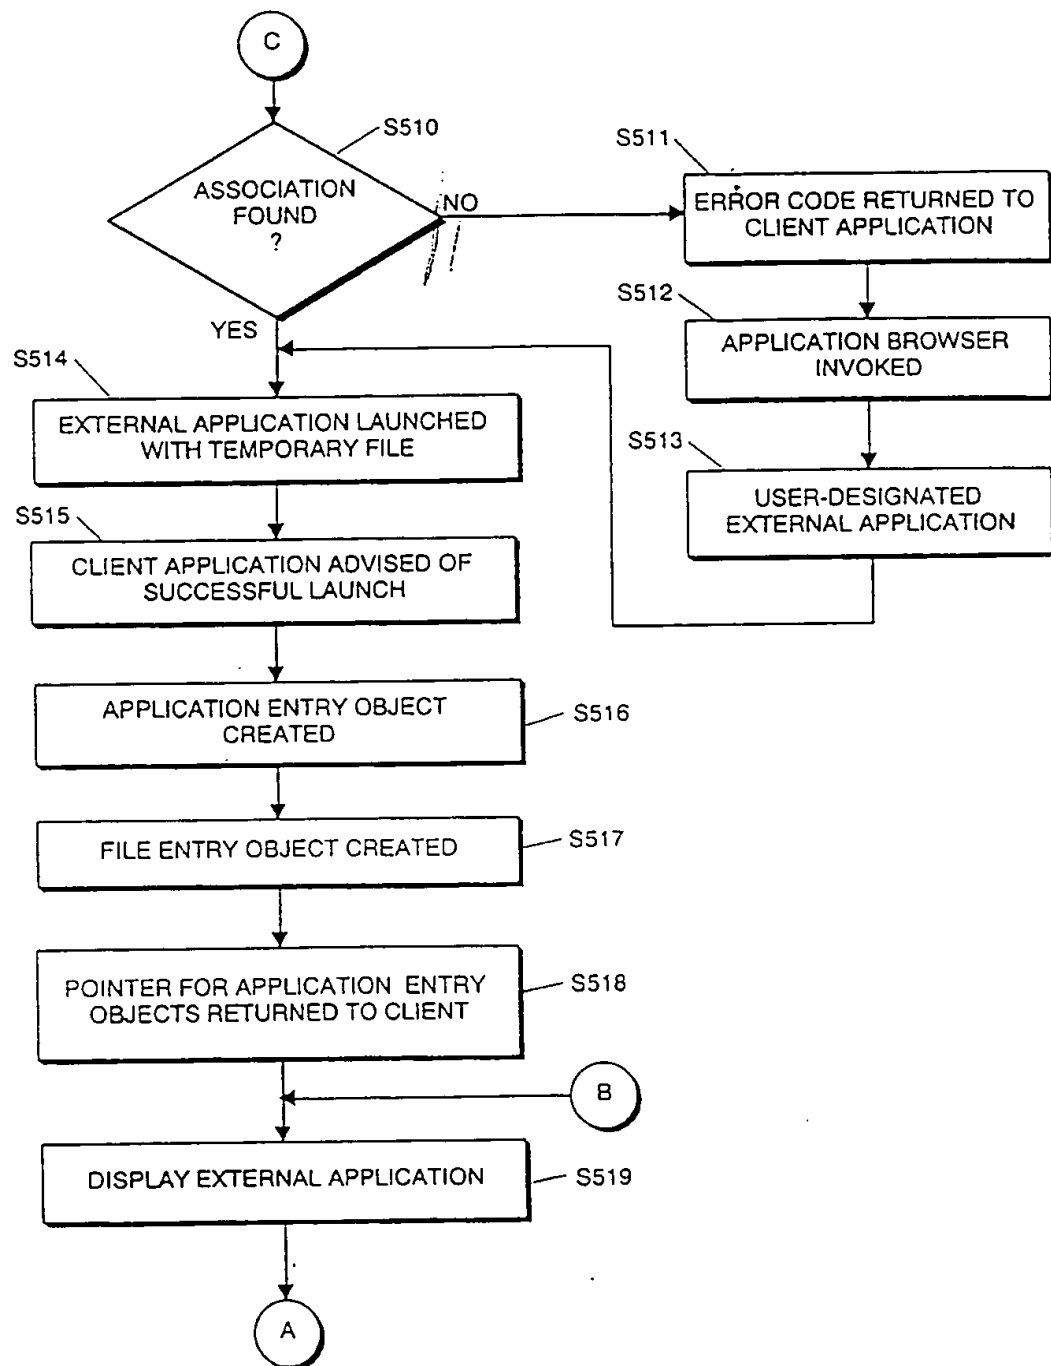 C
S510
ASSOCIATION
FOUND
?
NO
YES
S511
ERROR CODE RETURNED TO
CLIENT APPLICATION
S512
APPLICATION BROWSER
INVOKED
S513
USER-DESIGNATED
EXTERNAL APPLICATION
S514
EXTERNAL APPLICATION LAUNCHED
WITH TEMPORARY FILE
S515
CLIENT APPLICATION ADVISED OF
SUCCESSFUL LAUNCH
APPLICATION ENTRY OBJECT
CREATED
S516
FILE ENTRY OBJECT CREATED
S517
POINTER FOR APPLICATION ENTRY
OBJECTS RETURNED TO CLIENT
S518
B
DISPLAY EXTERNAL APPLICATION
S519
A